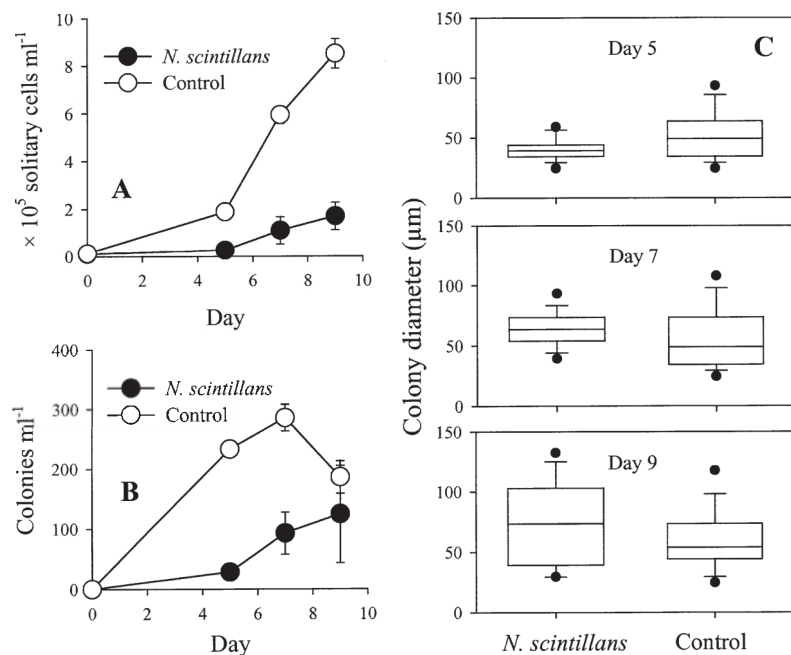 10
8
6
4
2
0
× 10⁵ solitary cells ml⁻¹
N. scintillans
Control
A
0 2 4 6 8 10
Day
400
300
200
100
0
Colonies ml⁻¹
N. scintillans
Control
B
0 2 4 6 8 10
Day
Colony diameter (μm)
150
100
50
0
Day 5
C
150
100
50
0
Day 7
150
100
50
0
Day 9
N. scintillans Control